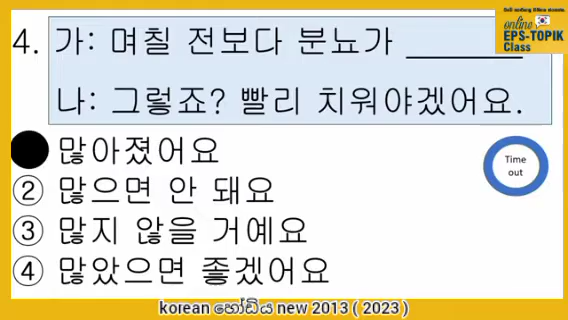 online
EPS-TOPIK
Class
4. 가: 며칠 전보다 분뇨가 ________
나: 그렇죠? 빨리 치워야겠어요.
많아졌어요
② 많으면 안 돼요
③ 많지 않을 거예요
④ 많았으면 좋겠어요
Time
out
korean හෝඩිය new 2013 ( 2023 )